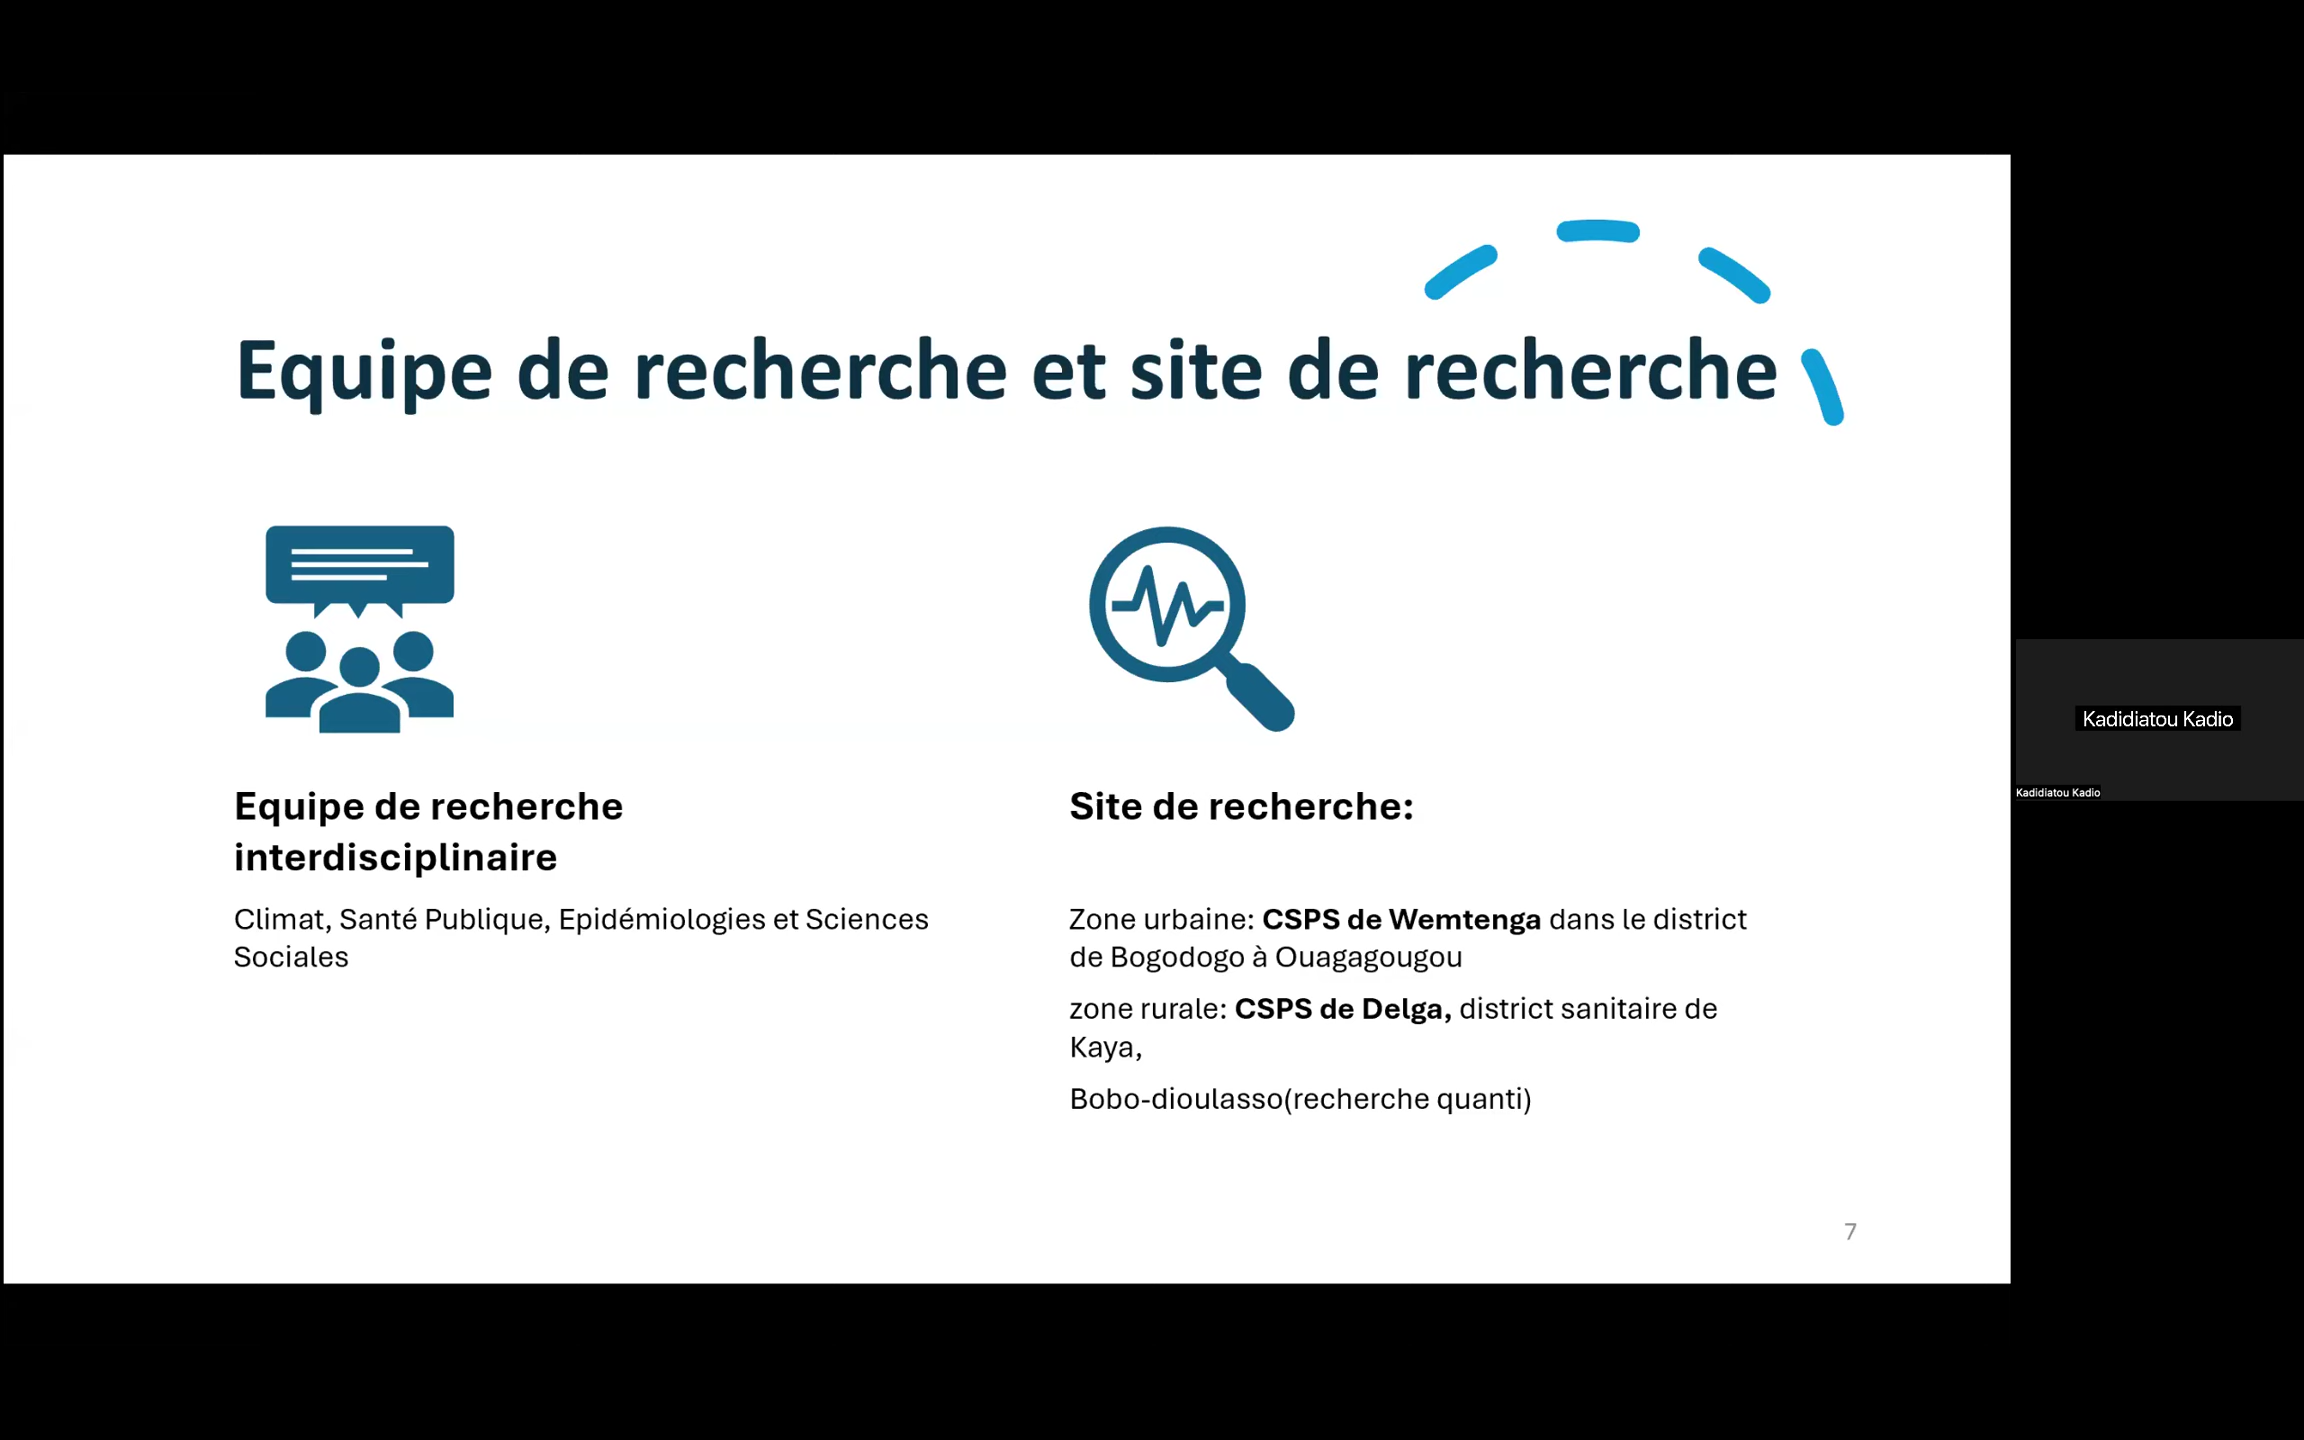 Equipe de recherche et site de recherche
Equipe de recherche
interdisciplinaire
Climat, Santé Publique, Epidémiologies et Sciences
Sociales
Site de recherche:
Zone urbaine: CSPS de Wemtenga dans le district
de Bogodogo à Ouagagougou
zone rurale: CSPS de Delga, district sanitaire de
Kaya,
Bobo-dioulasso(recherche quanti)
7
Kadidiatou Kadio
Kadidiatou Kadio